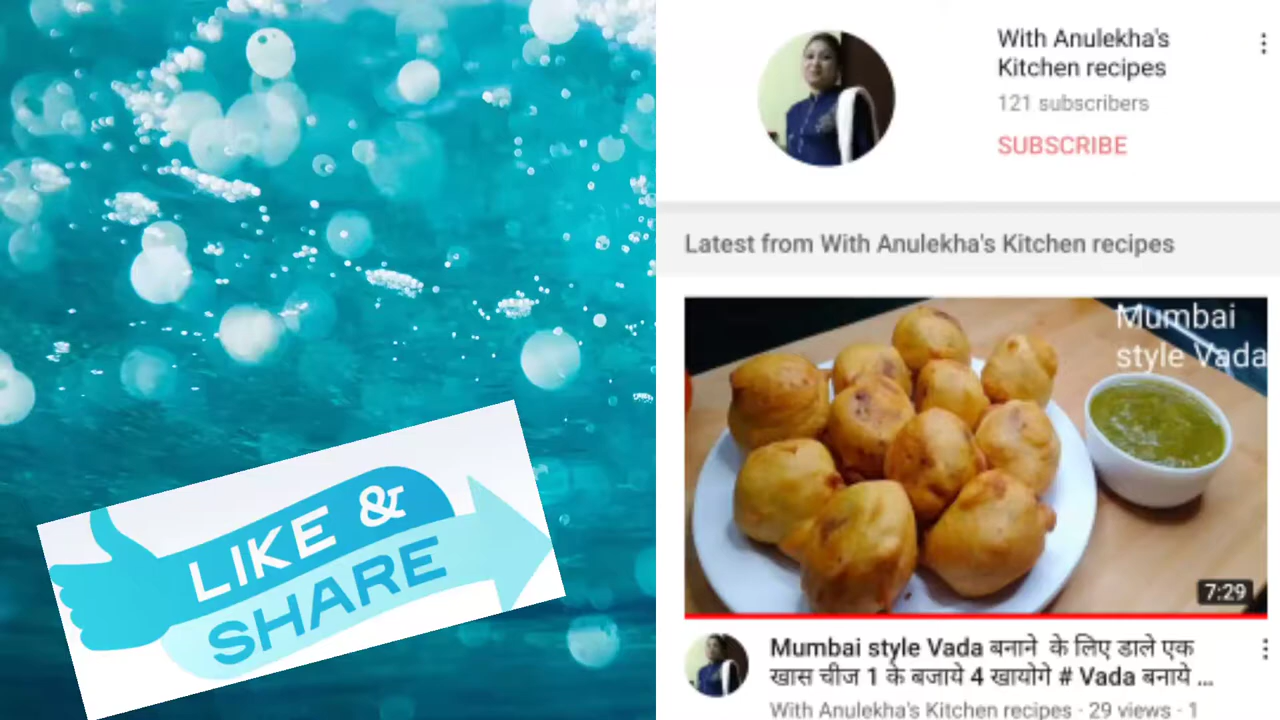 LIKE &
SHARE
With Anulekha's
Kitchen recipes
121 subscribers
SUBSCRIBE
Latest from With Anulekha's Kitchen recipes
Mumbai
style Vada
7:29
Mumbai style Vada बनाने के लिए डाले एक
खास चीज 1 के बजाये 4 खायोगे # Vada बनाये ...
With Anulekha's Kitchen recipes · 29 views · 1